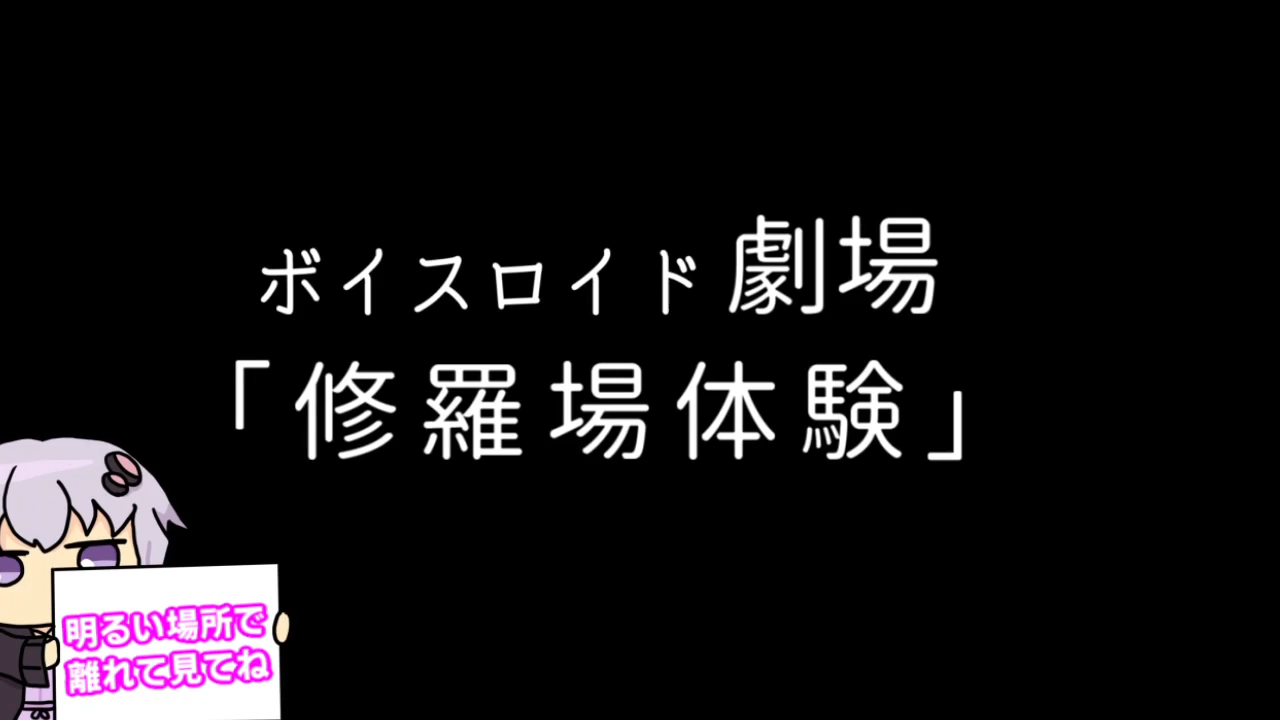 ボイスロイド劇場
「修羅場体験」
明るい場所で
離れて見てね